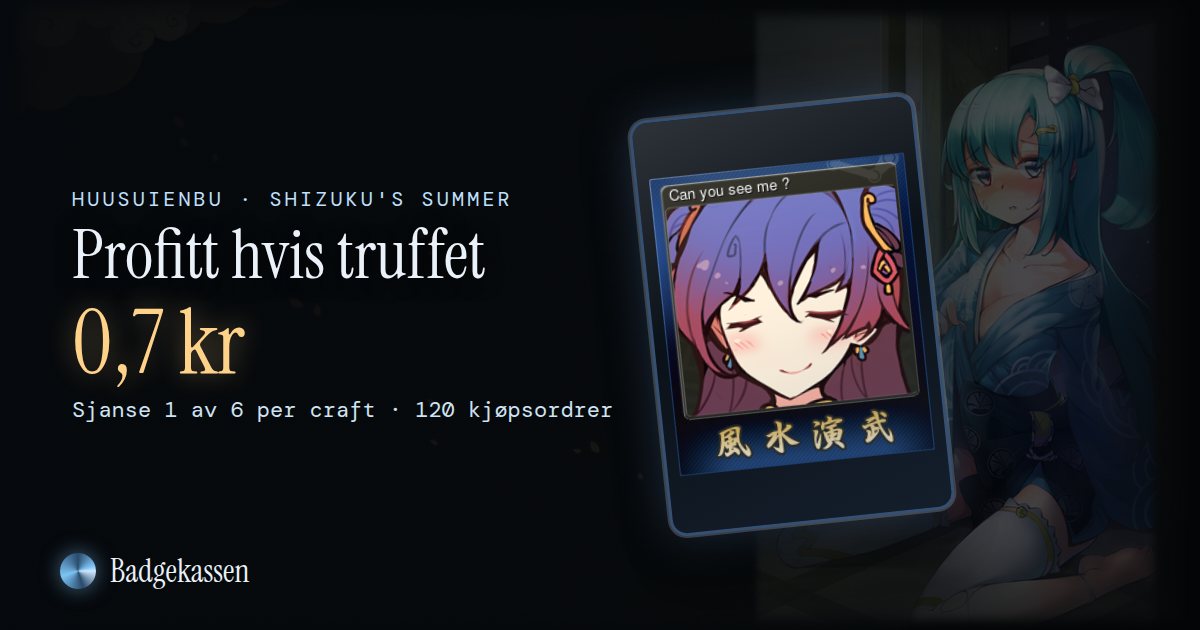 HUUSUIENBU · SHIZUKU'S SUMMER
Profitt hvis truffet
0,7 kr
Sjanse 1 av 6 per craft · 120 kjøpsordrer
Can you see me ?
風水演武
Badgekassen